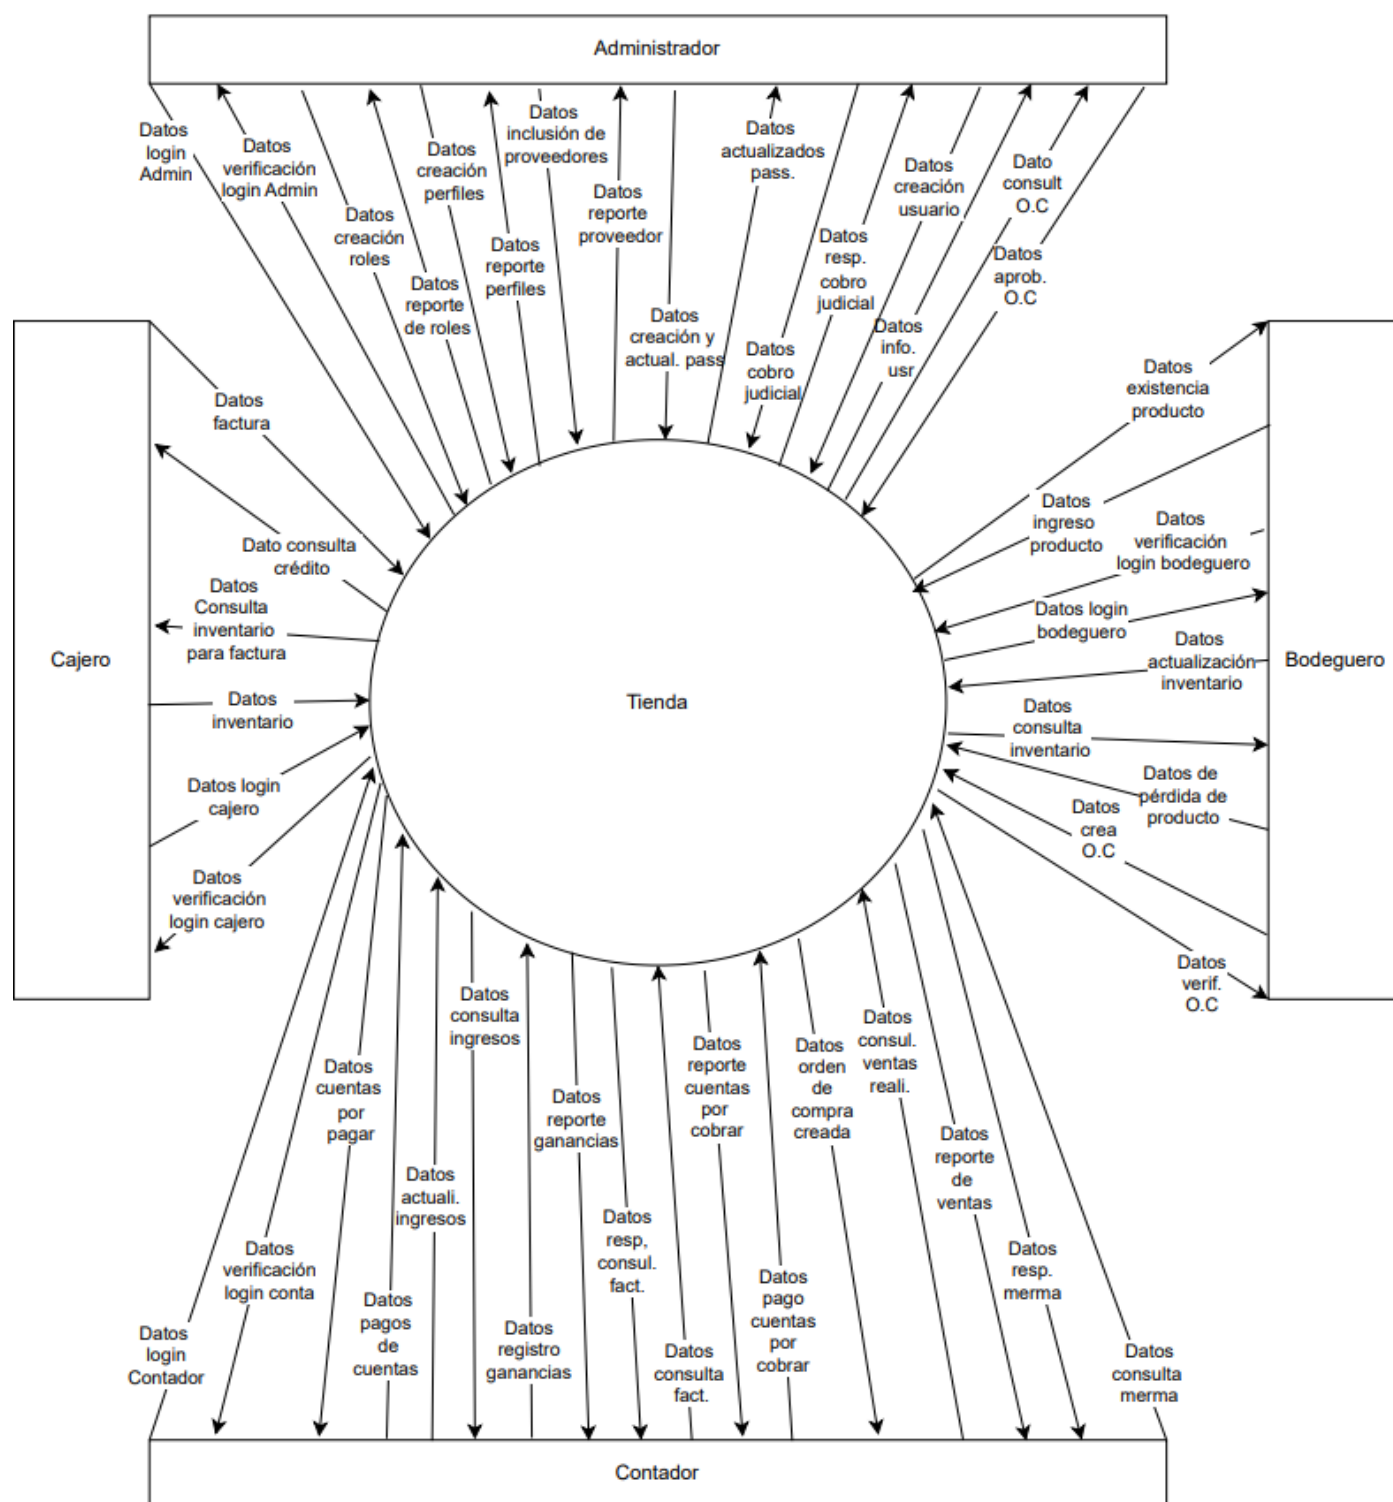 Administrador
Datos
login
Admin
Datos
verificación
login Admin
Datos
creación
roles
Datos
reporte
de roles
Datos
creación
perfiles
Datos
reporte
perfiles
Datos
inclusión de
proveedores
Datos
reporte
proveedor
Datos
creación y
actual. pass
Datos
actualizados
pass.
Datos
cobro
judicial
Datos
resp.
cobro
judicial
Datos
creación
usuario
Datos
info.
usr
Dato
consult
O.C
Datos
aprob.
O.C
Cajero
Datos
factura
Dato consulta
crédito
Datos
Consulta
inventario
para factura
Datos
inventario
Datos login
cajero
Datos
verificación
login cajero
Tienda
Bodeguero
Datos
existencia
producto
Datos
ingreso
producto
Datos
verificación
login bodeguero
Datos login
bodeguero
Datos
actualización
inventario
Datos
consulta
inventario
Datos de
pérdida de
producto
Datos
crea
O.C
Datos
verif.
O.C
Datos
login
Contador
Datos
verificación
login conta
Datos
cuentas
por
pagar
Datos
pagos
de
cuentas
Datos
actuali.
ingresos
Datos
consulta
ingresos
Datos
registro
ganancias
Datos
reporte
ganancias
Datos
resp,
consul.
fact.
Datos
consulta
fact.
Datos
reporte
cuentas
por
cobrar
Datos
pago
cuentas
por
cobrar
Datos
orden
de
compra
creada
Datos
consul.
ventas
reali.
Datos
reporte
de
ventas
Datos
resp.
merma
Datos
consulta
merma
Contador